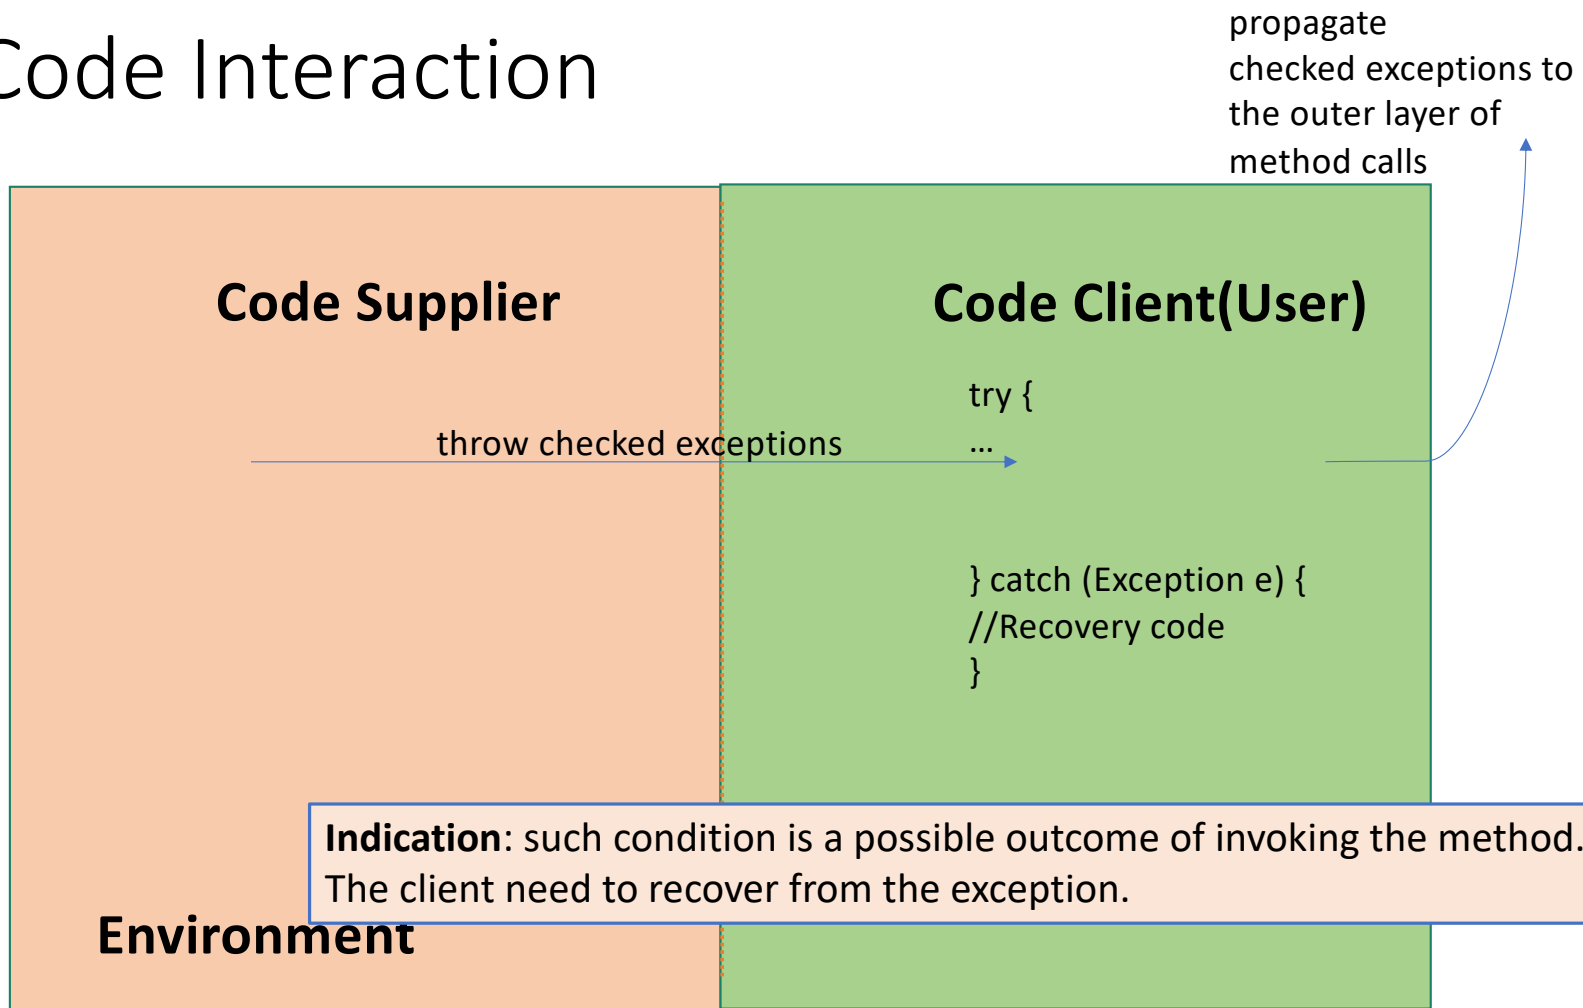 Code Interaction
propagate
checked exceptions to
the outer layer of
method calls
Code Supplier
Code Client(User)
try {
throw checked exceptions
...
} catch (Exception e) {
//Recovery code
}
Indication: such condition is a possible outcome of invoking the method.
The client need to recover from the exception.
Environment